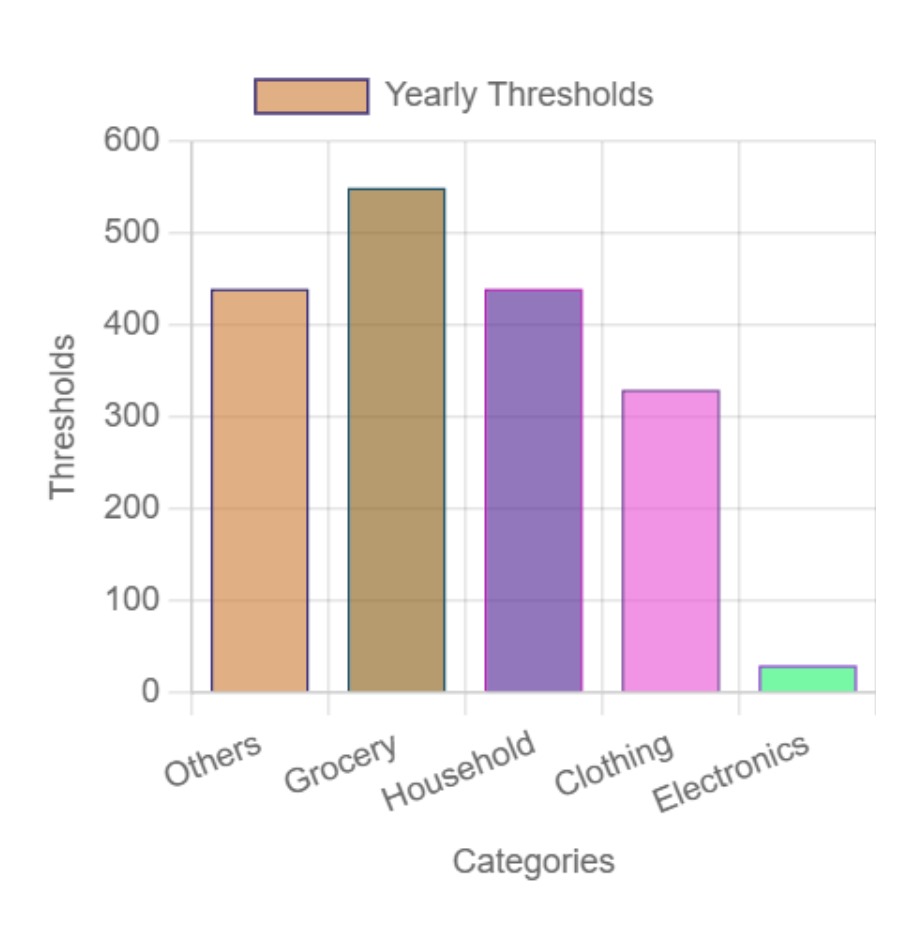 Yearly Thresholds
600
500
400
300
200
100
0
Thresholds
Others
Grocery
Household
Clothing
Electronics
Categories